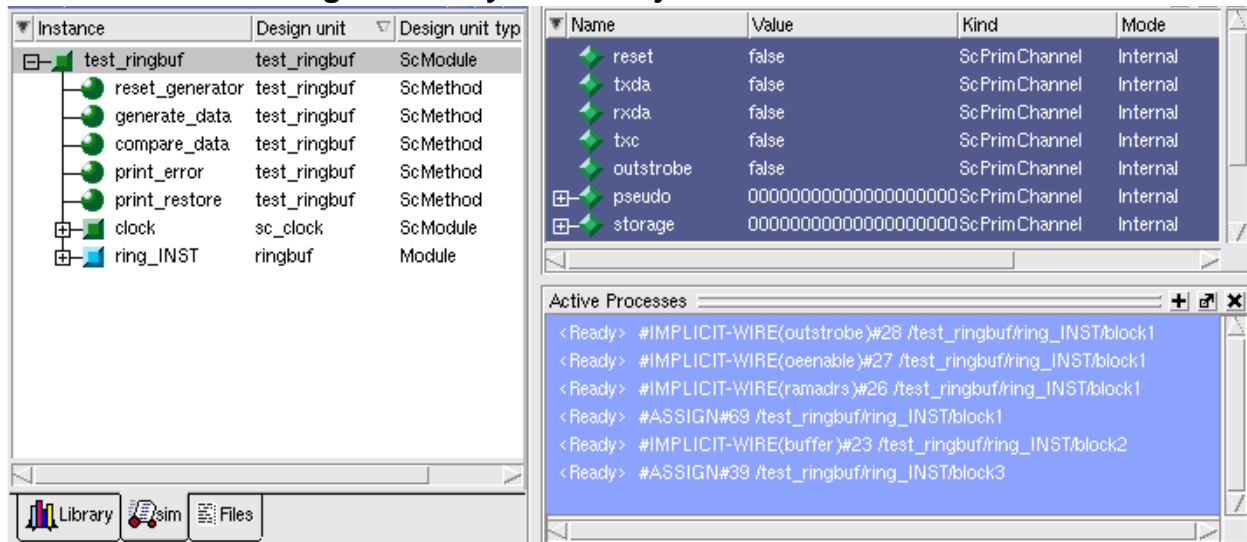 Instance Design unit Design unit typ
test_ringbuf test_ringbuf ScModule
reset_generator test_ringbuf ScMethod
generate_data test_ringbuf ScMethod
compare_data test_ringbuf ScMethod
print_error test_ringbuf ScMethod
print_restore test_ringbuf ScMethod
clock sc_clock ScModule
ring_INST ringbuf Module
Library sim Files
Name Value Kind Mode
reset false ScPrimChannel Internal
txda false ScPrimChannel Internal
rxda false ScPrimChannel Internal
txc false ScPrimChannel Internal
outstrobe false ScPrimChannel Internal
pseudo 00000000000000000000 ScPrimChannel Internal
storage 00000000000000000000 ScPrimChannel Internal
Active Processes
<Ready> #IMPLICIT-WIRE(outstrobe)#28 /test_ringbuf/ring_INST/block1
<Ready> #IMPLICIT-WIRE(oeenable)#27 /test_ringbuf/ring_INST/block1
<Ready> #IMPLICIT-WIRE(ramadrs)#26 /test_ringbuf/ring_INST/block1
<Ready> #ASSIGN#69 /test_ringbuf/ring_INST/block1
<Ready> #IMPLICIT-WIRE(buffer)#23 /test_ringbuf/ring_INST/block2
<Ready> #ASSIGN#39 /test_ringbuf/ring_INST/block3